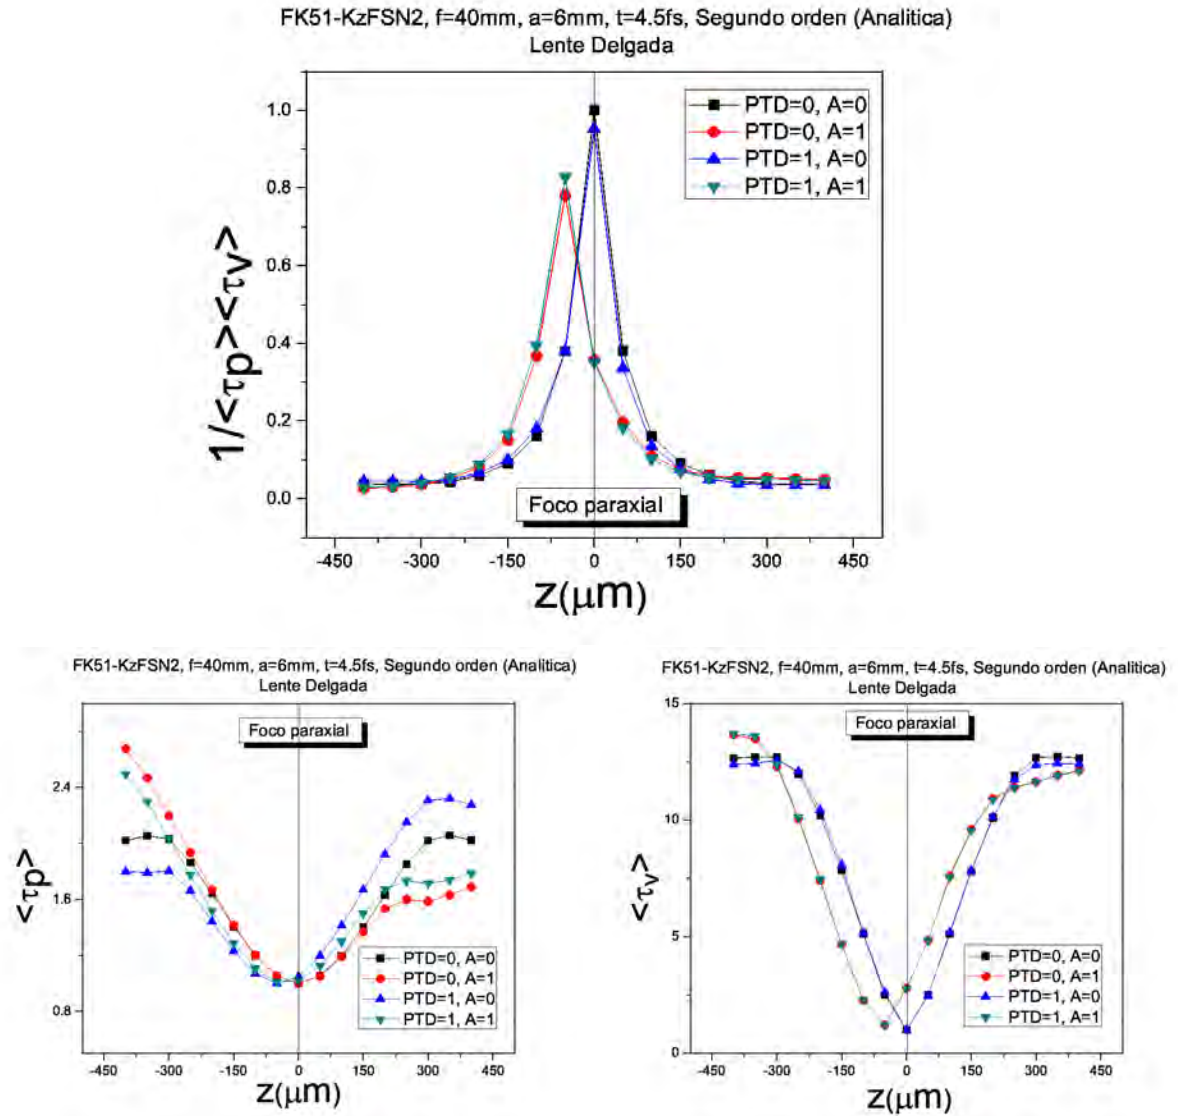 FK51-KzFSN2, f=40mm, a=6mm, t=4.5fs, Segundo orden (Analítica)
Lente Delgada
1/<τp><τv>
1.0
0.8
0.6
0.4
0.2
0.0
PTD=0, A=0
PTD=0, A=1
PTD=1, A=0
PTD=1, A=1
Foco paraxial
-450 -300 -150 0 150 300 450
z(μm)
FK51-KzFSN2, f=40mm, a=6mm, t=4.5fs, Segundo orden (Analítica)
Lente Delgada
Foco paraxial
<τp>
2.4
1.6
0.8
PTD=0, A=0
PTD=0, A=1
PTD=1, A=0
PTD=1, A=1
-450 -300 -150 0 150 300 450
z(μm)
FK51-KzFSN2, f=40mm, a=6mm, t=4.5fs, Segundo orden (Analítica)
Lente Delgada
Foco paraxial
<τv>
15
10
5
0
PTD=0, A=0
PTD=0, A=1
PTD=1, A=0
PTD=1, A=1
-450 -300 -150 0 150 300 450
z(μm)